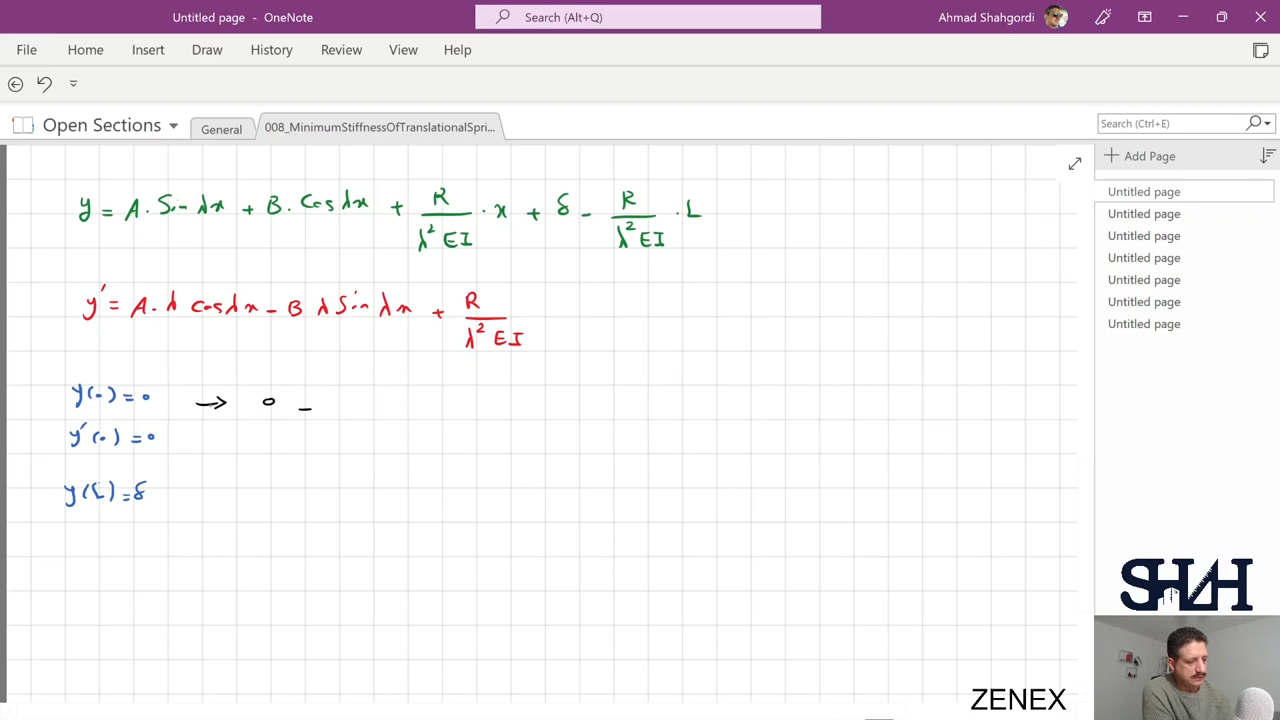 Untitled page - OneNote
Search (Alt+Q)
Ahmad Shahgordi
File Home Insert Draw History Review View Help
Open Sections
General
008_MinimumStiffnessOfTranslationalSpri...
Search (Ctrl+E)
Add Page
Untitled page
Untitled page
Untitled page
Untitled page
Untitled page
Untitled page
Untitled page
y = A. Sin λx + B. Cos λx + R/λ² EI · x + δ - R/λ² EI · L
y' = A. λ cos λx - B λ Sin λx + R/λ² EI
y(0) = 0 → 0 -
y'(0) = 0
y(L) = δ
SHAH
ZENEX